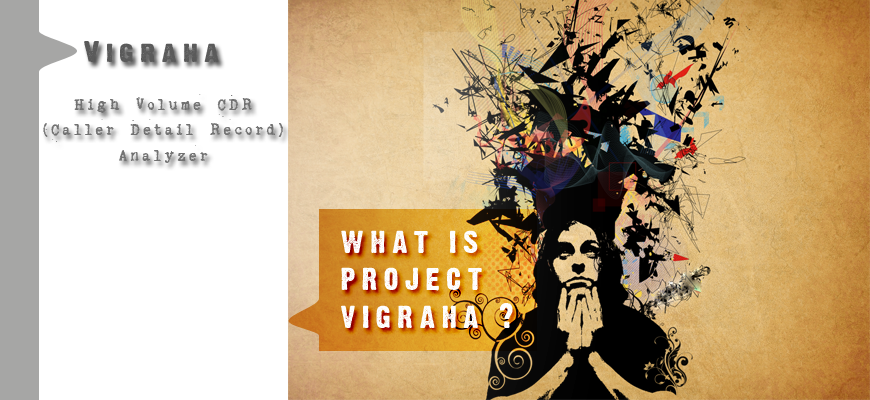 VIGRAHA
High Volume CDR
(Caller Detail Record)
Analyzer
WHAT IS
PROJECT
VIGRAHA ?